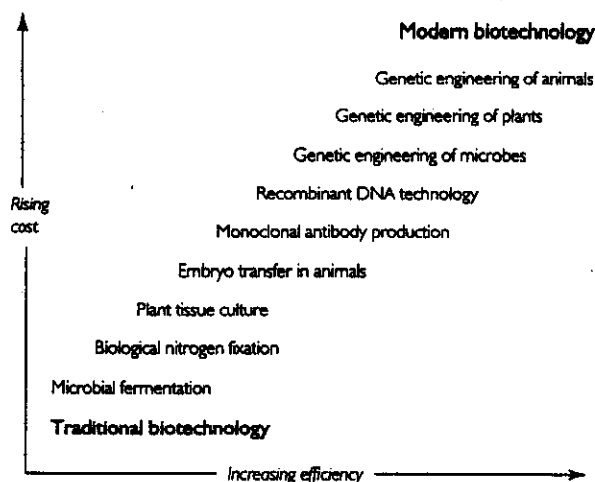 Modern biotechnology
Genetic engineering of animals
Genetic engineering of plants
Genetic engineering of microbes
Recombinant DNA technology
Rising
cost
Monoclonal antibody production
Embryo transfer in animals
Plant tissue culture
Biological nitrogen fixation
Microbial fermentation
Traditional biotechnology
Increasing efficiency